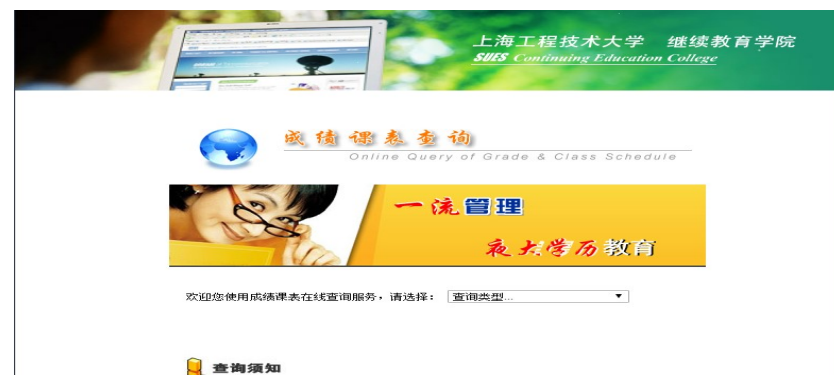 上海工程技术大学 继续教育学院
SUES Continuing Education College
成绩课表查询
Online Query of Grade & Class Schedule
一流管理
夜大学历教育
欢迎您使用成绩课表在线查询服务，请选择： 查询类型...
查询须知